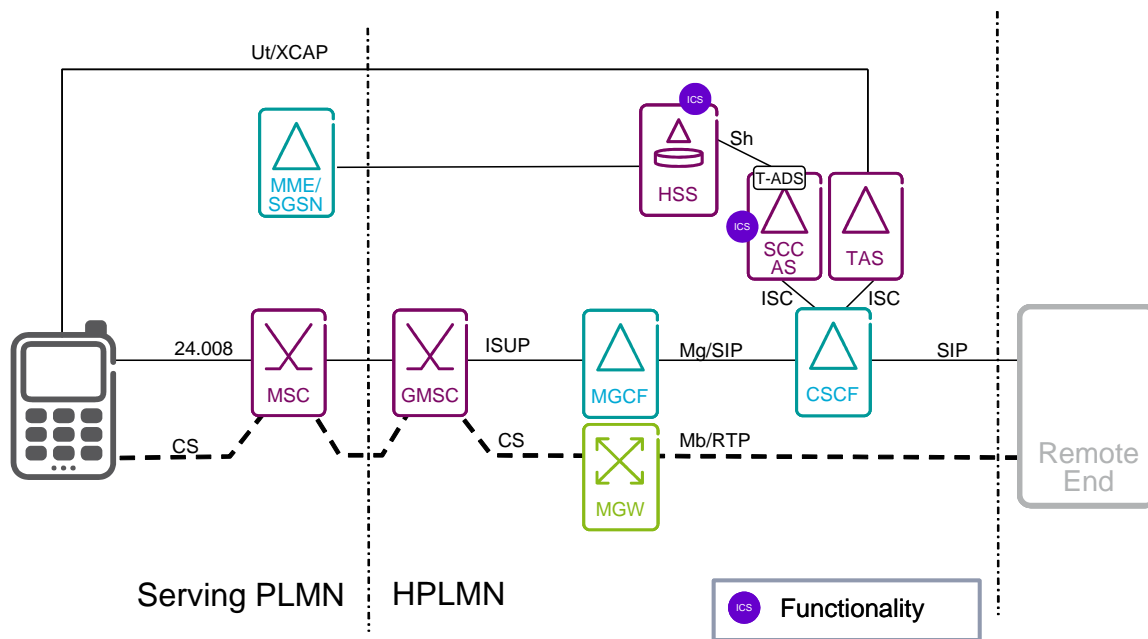 Ut/XCAP
ICS
Sh
MME/
SGSN
HSS
T-ADS
ICS
SCC
AS
TAS
ISC
ISC
24.008
ISUP
Mg/SIP
SIP
MSC
GMSC
MGCF
CSCF
CS
CS
Mb/RTP
Remote
End
MGW
Serving PLMN
HPLMN
ICS
Functionality